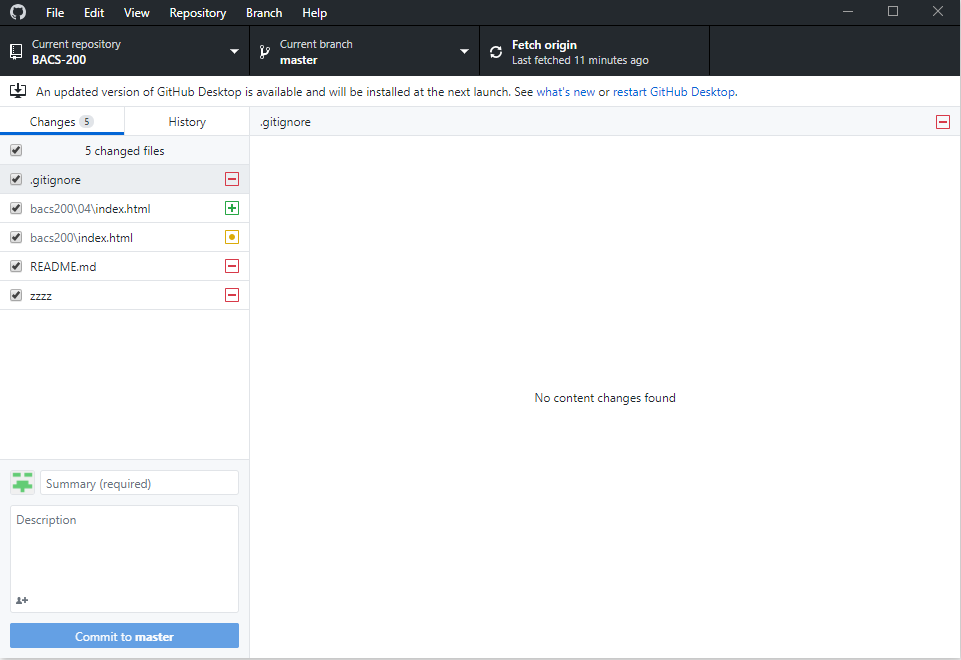 File Edit View Repository Branch Help
Current repository
BACS-200
Current branch
master
Fetch origin
Last fetched 11 minutes ago
An updated version of GitHub Desktop is available and will be installed at the next launch. See what's new or restart GitHub Desktop.
Changes 5
History
.gitignore
5 changed files
.gitignore
bacs200\04\index.html
bacs200\index.html
README.md
zzzz
No content changes found
Summary (required)
Description
Commit to master